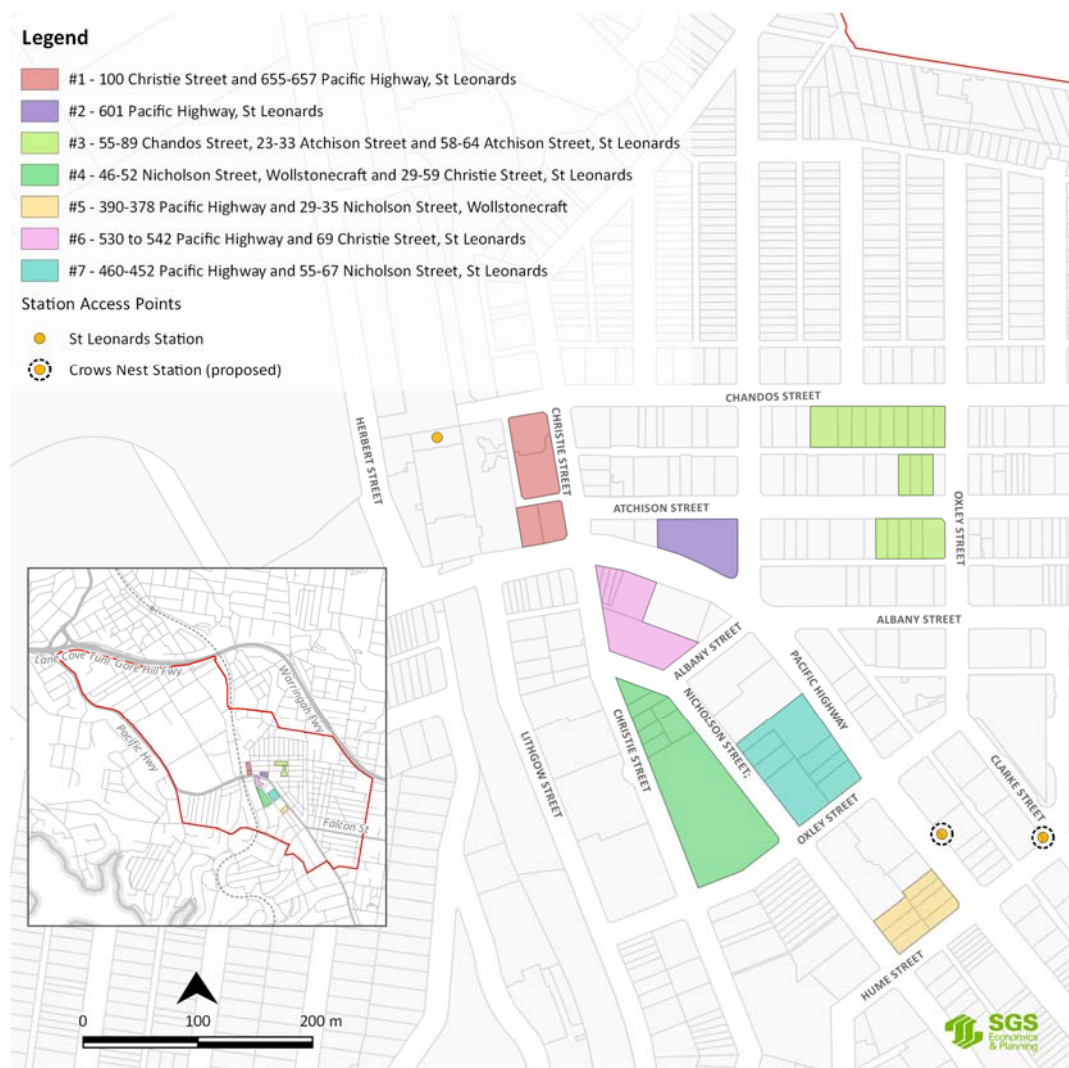 Legend
#1 - 100 Christie Street and 655-657 Pacific Highway, St Leonards
#2 - 601 Pacific Highway, St Leonards
#3 - 55-89 Chandos Street, 23-33 Atchison Street and 58-64 Atchison Street, St Leonards
#4 - 46-52 Nicholson Street, Wollstonecraft and 29-59 Christie Street, St Leonards
#5 - 390-378 Pacific Highway and 29-35 Nicholson Street, Wollstonecraft
#6 - 530 to 542 Pacific Highway and 69 Christie Street, St Leonards
#7 - 460-452 Pacific Highway and 55-67 Nicholson Street, St Leonards
Station Access Points
St Leonards Station
Crows Nest Station (proposed)
CHANDOS STREET
HERBERT STREET
CHRISTIE STREET
ATCHISON STREET
OXLEY STREET
ALBANY STREET
ALBANY STREET
PACIFIC HIGHWAY
NICHOLSON STREET;
CHRISTIE STREET
LITHGOW STREET
OXLEY STREET
CLARKE STREET
HUME STREET
Lane Cove Tunl
Gore Hill Fwy
Warringah Fwy
Pacific Hwy
Falcon St
0 100 200 m
SGS
Economics
& Planning